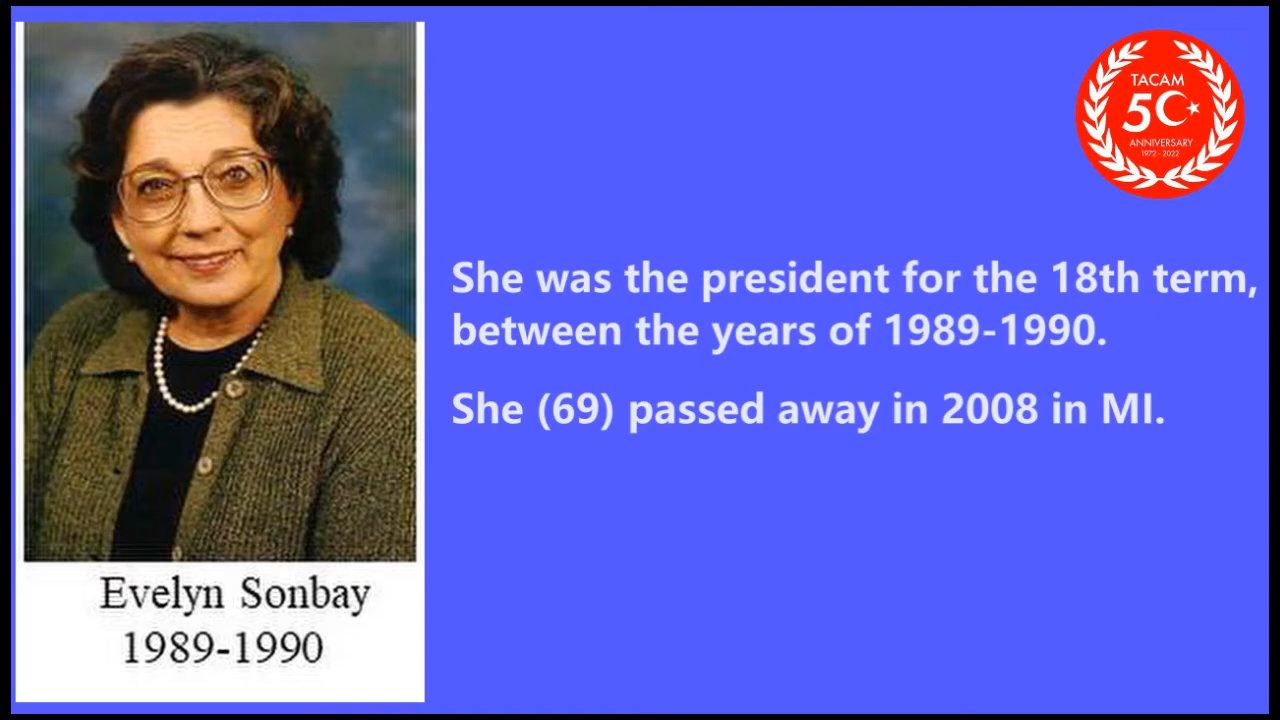 TACAM
50
ANNIVERSARY
1972 - 2022
She was the president for the 18th term,
between the years of 1989-1990.
She (69) passed away in 2008 in MI.
Evelyn Sonbay
1989-1990